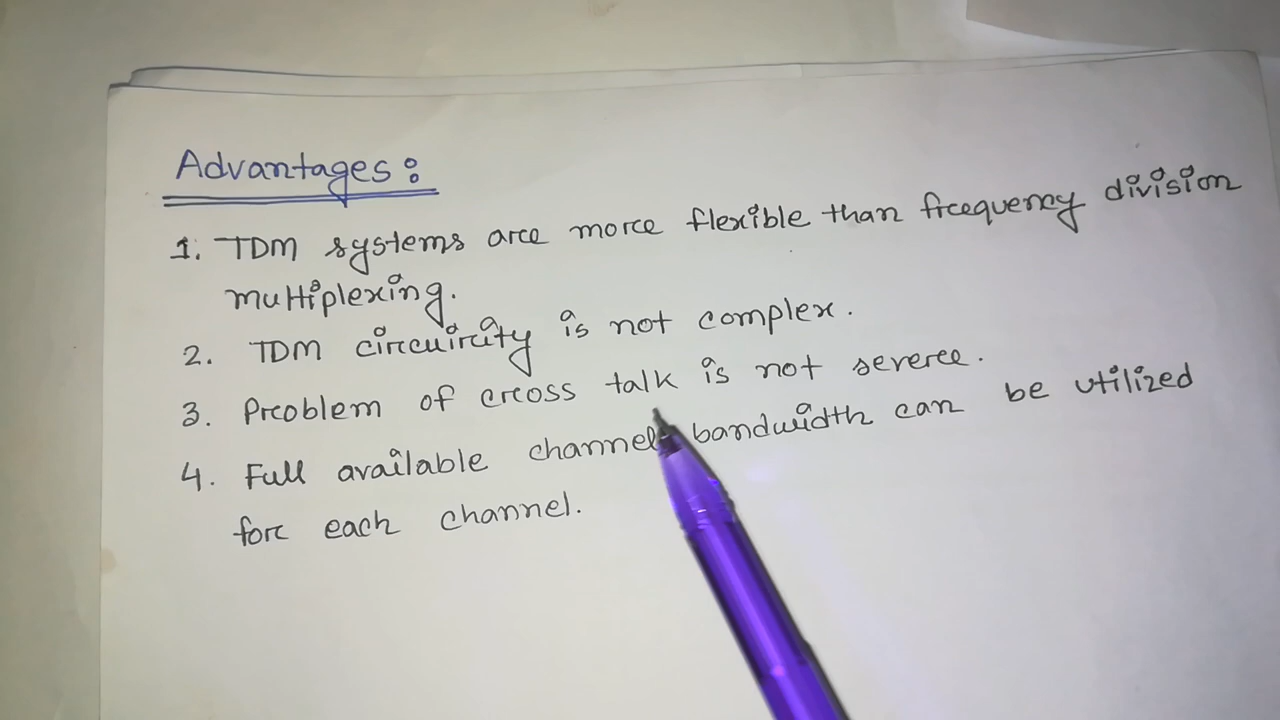 Advantages:
1. TDM systems are more flexible than frequency division
multiplexing.
2. TDM circuirity is not complex.
3. Problem of cross talk is not severe.
4. Full available channel bandwidth can be utilized
for each channel.